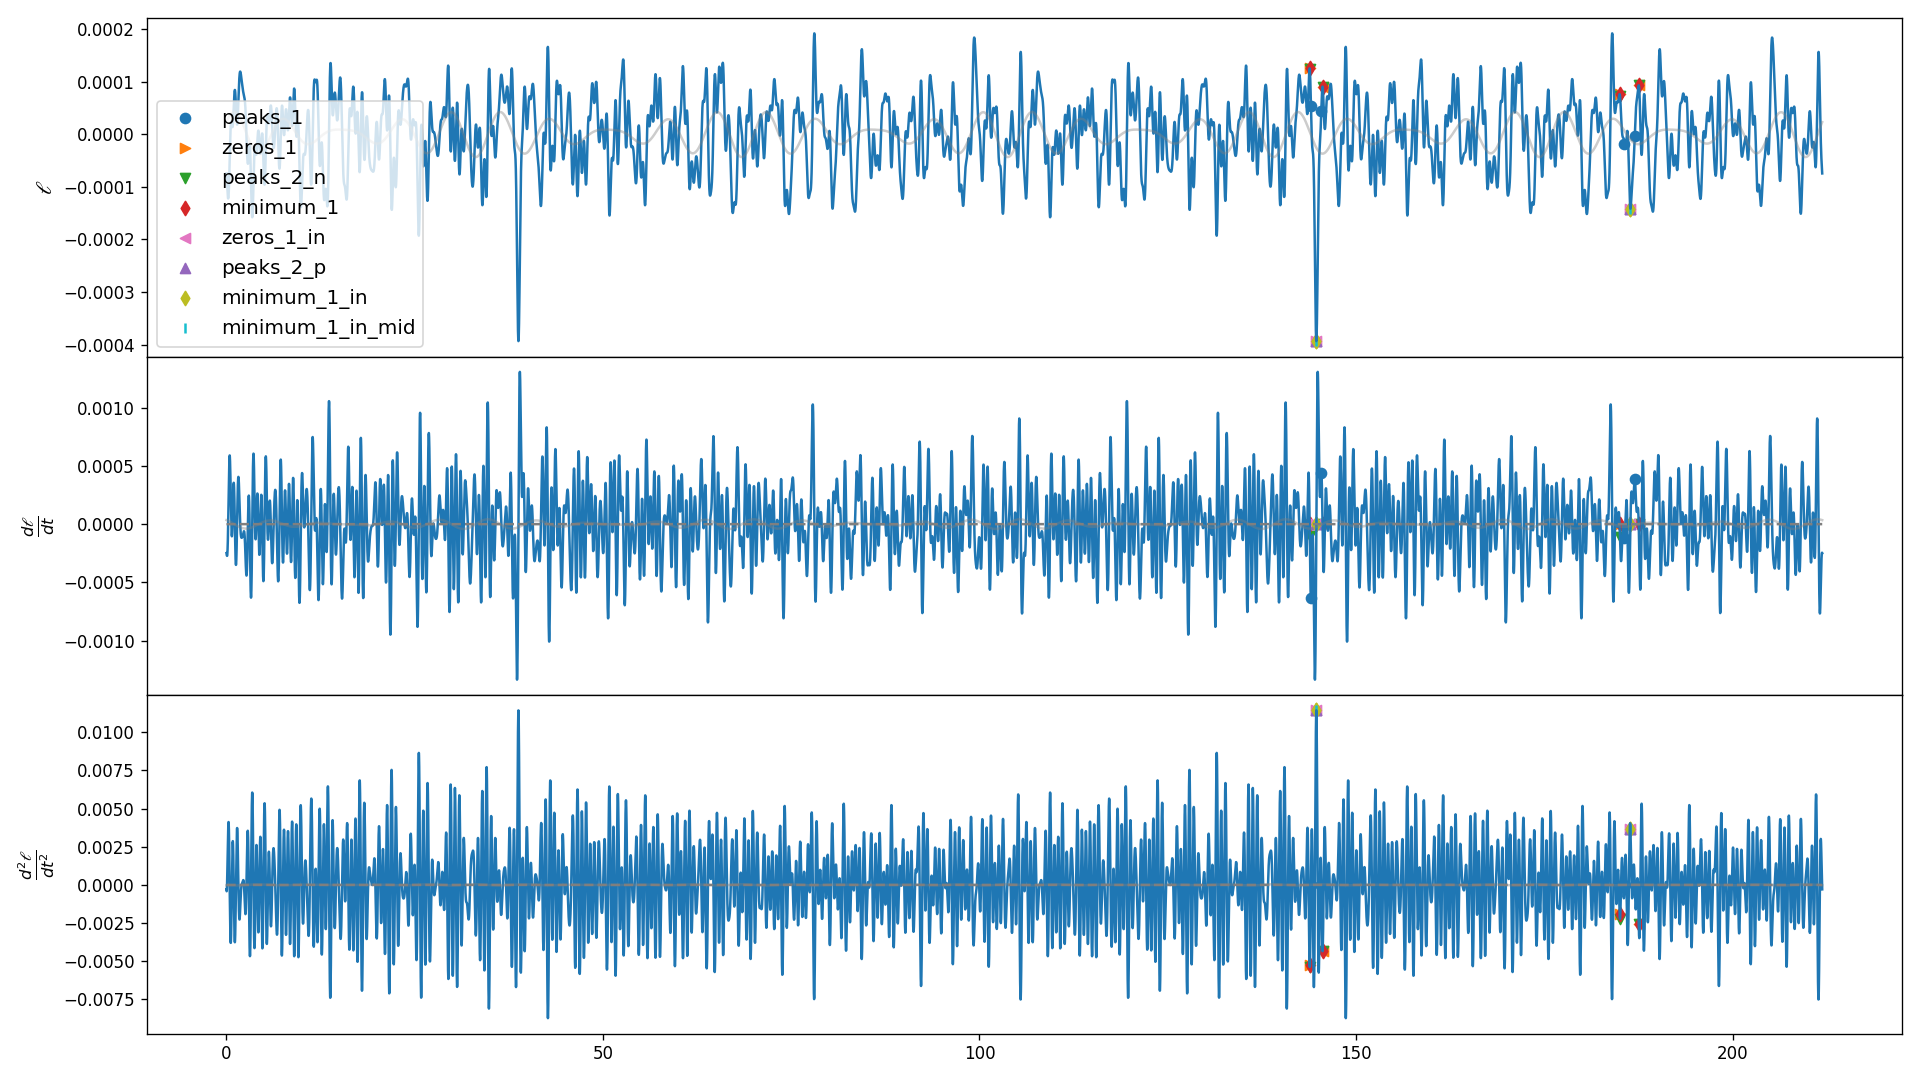 0.0002
0.0001
0.0000
−0.0001
−0.0002
−0.0003
−0.0004
ℓ
peaks_1
zeros_1
peaks_2_n
minimum_1
zeros_1_in
peaks_2_p
minimum_1_in
minimum_1_in_mid
0.0010
0.0005
0.0000
−0.0005
−0.0010
dℓ/dt
0.0100
0.0075
0.0050
0.0025
0.0000
−0.0025
−0.0050
−0.0075
d²ℓ/dt²
0 50 100 150 200